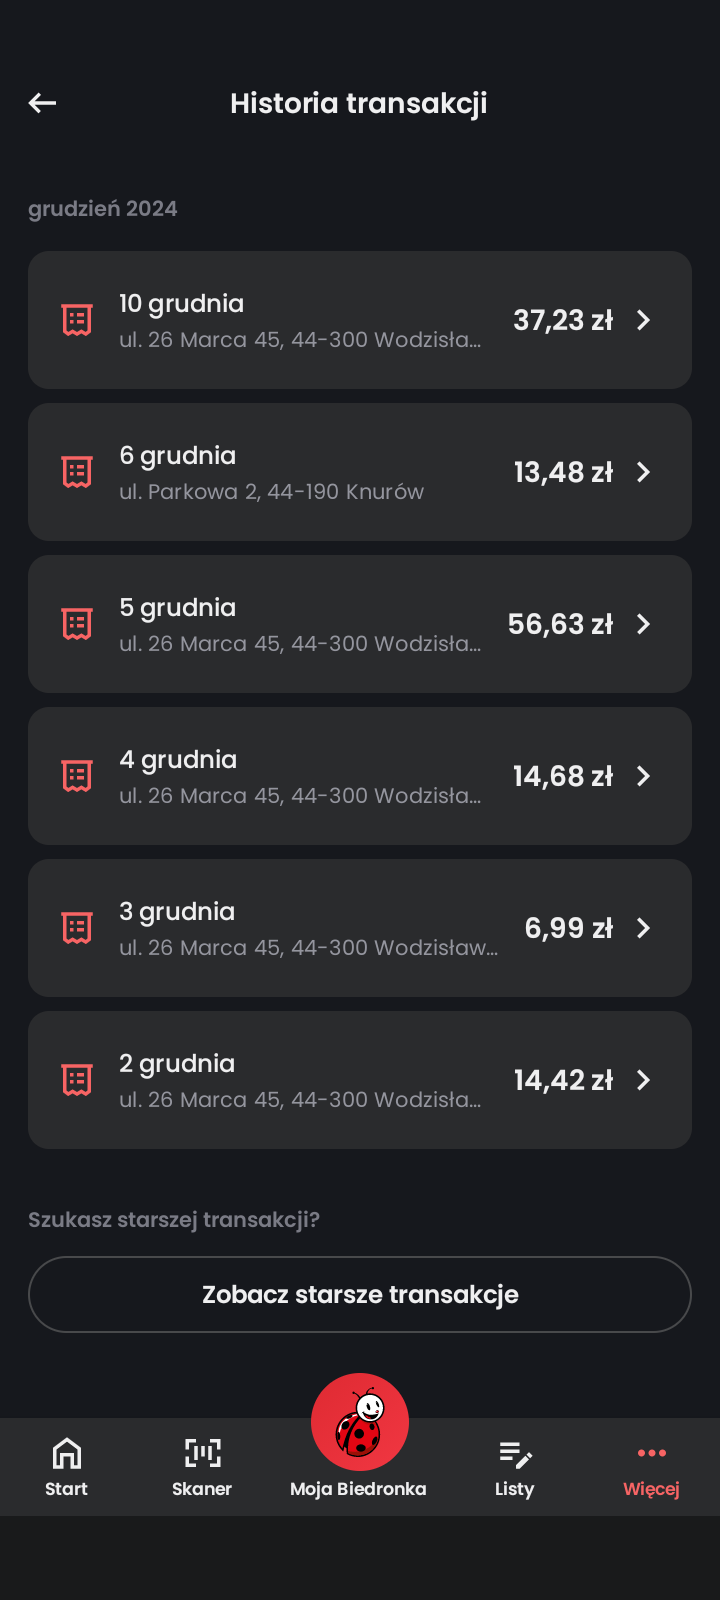 Historia transakcji
grudzień 2024
10 grudnia
ul. 26 Marca 45, 44-300 Wodzisła...
37,23 zł
6 grudnia
ul. Parkowa 2, 44-190 Knurów
13,48 zł
5 grudnia
ul. 26 Marca 45, 44-300 Wodzisła...
56,63 zł
4 grudnia
ul. 26 Marca 45, 44-300 Wodzisła...
14,68 zł
3 grudnia
ul. 26 Marca 45, 44-300 Wodzisław...
6,99 zł
2 grudnia
ul. 26 Marca 45, 44-300 Wodzisła...
14,42 zł
Szukasz starszej transakcji?
Zobacz starsze transakcje
Start
Skaner
Moja Biedronka
Listy
Więcej